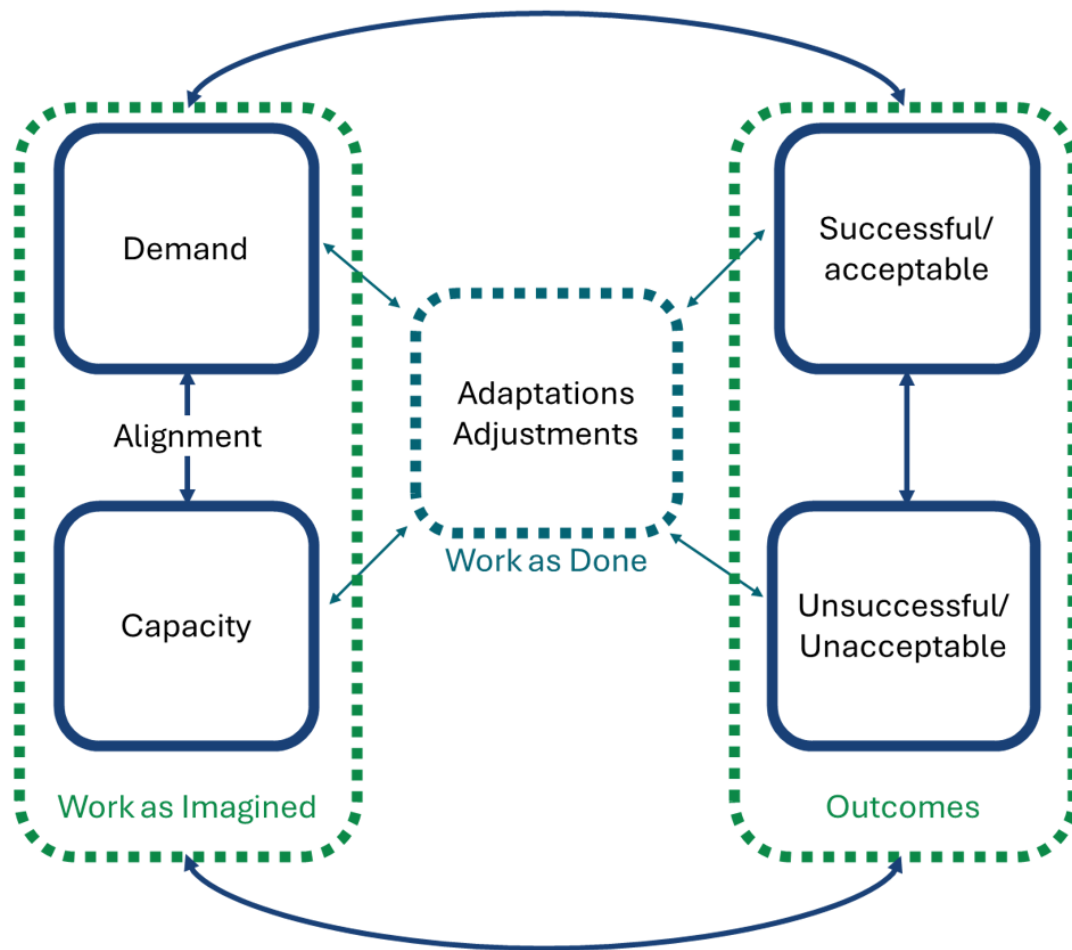 Demand
Alignment
Capacity
Work as Imagined
Adaptations
Adjustments
Work as Done
Successful/
acceptable
Unsuccessful/
Unacceptable
Outcomes